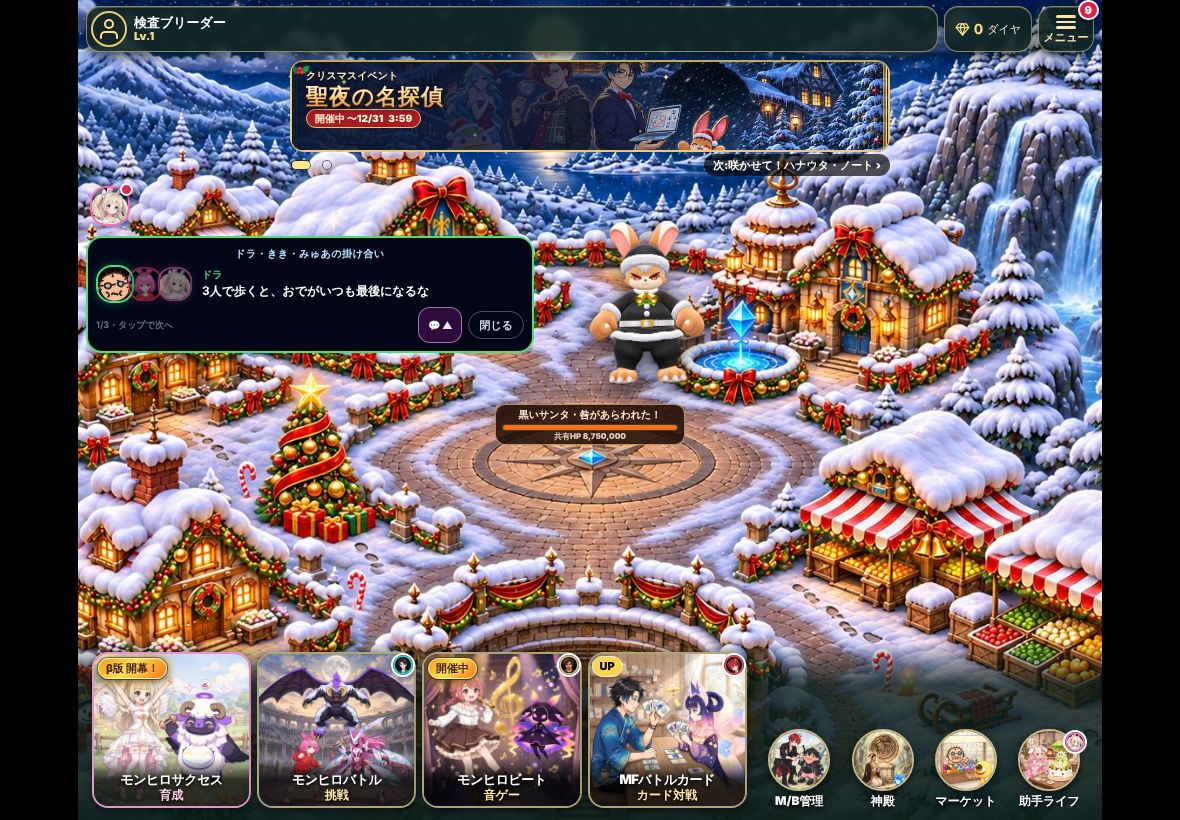 検査ブリーダー
Lv.1
0 ダイヤ
9
メニュー
クリスマスイベント
聖夜の名探偵
開催中 〜12/31 3:59
次:咲かせて！ハナウタ・ノート ›
ドラ・きき・みゅあの掛け合い
ドラ
3人で歩くと、おでがいつも最後になるな
1/3・タップで次へ
閉じる
黒いサンタ・咎があらわれた！
共有HP 8,750,000
β版 開幕！
モンヒロサクセス
育成
モンヒロバトル
挑戦
開催中
モンヒロビート
音ゲー
UP
MFバトルカード
カード対戦
M/B管理
神殿
マーケット
助手ライフ